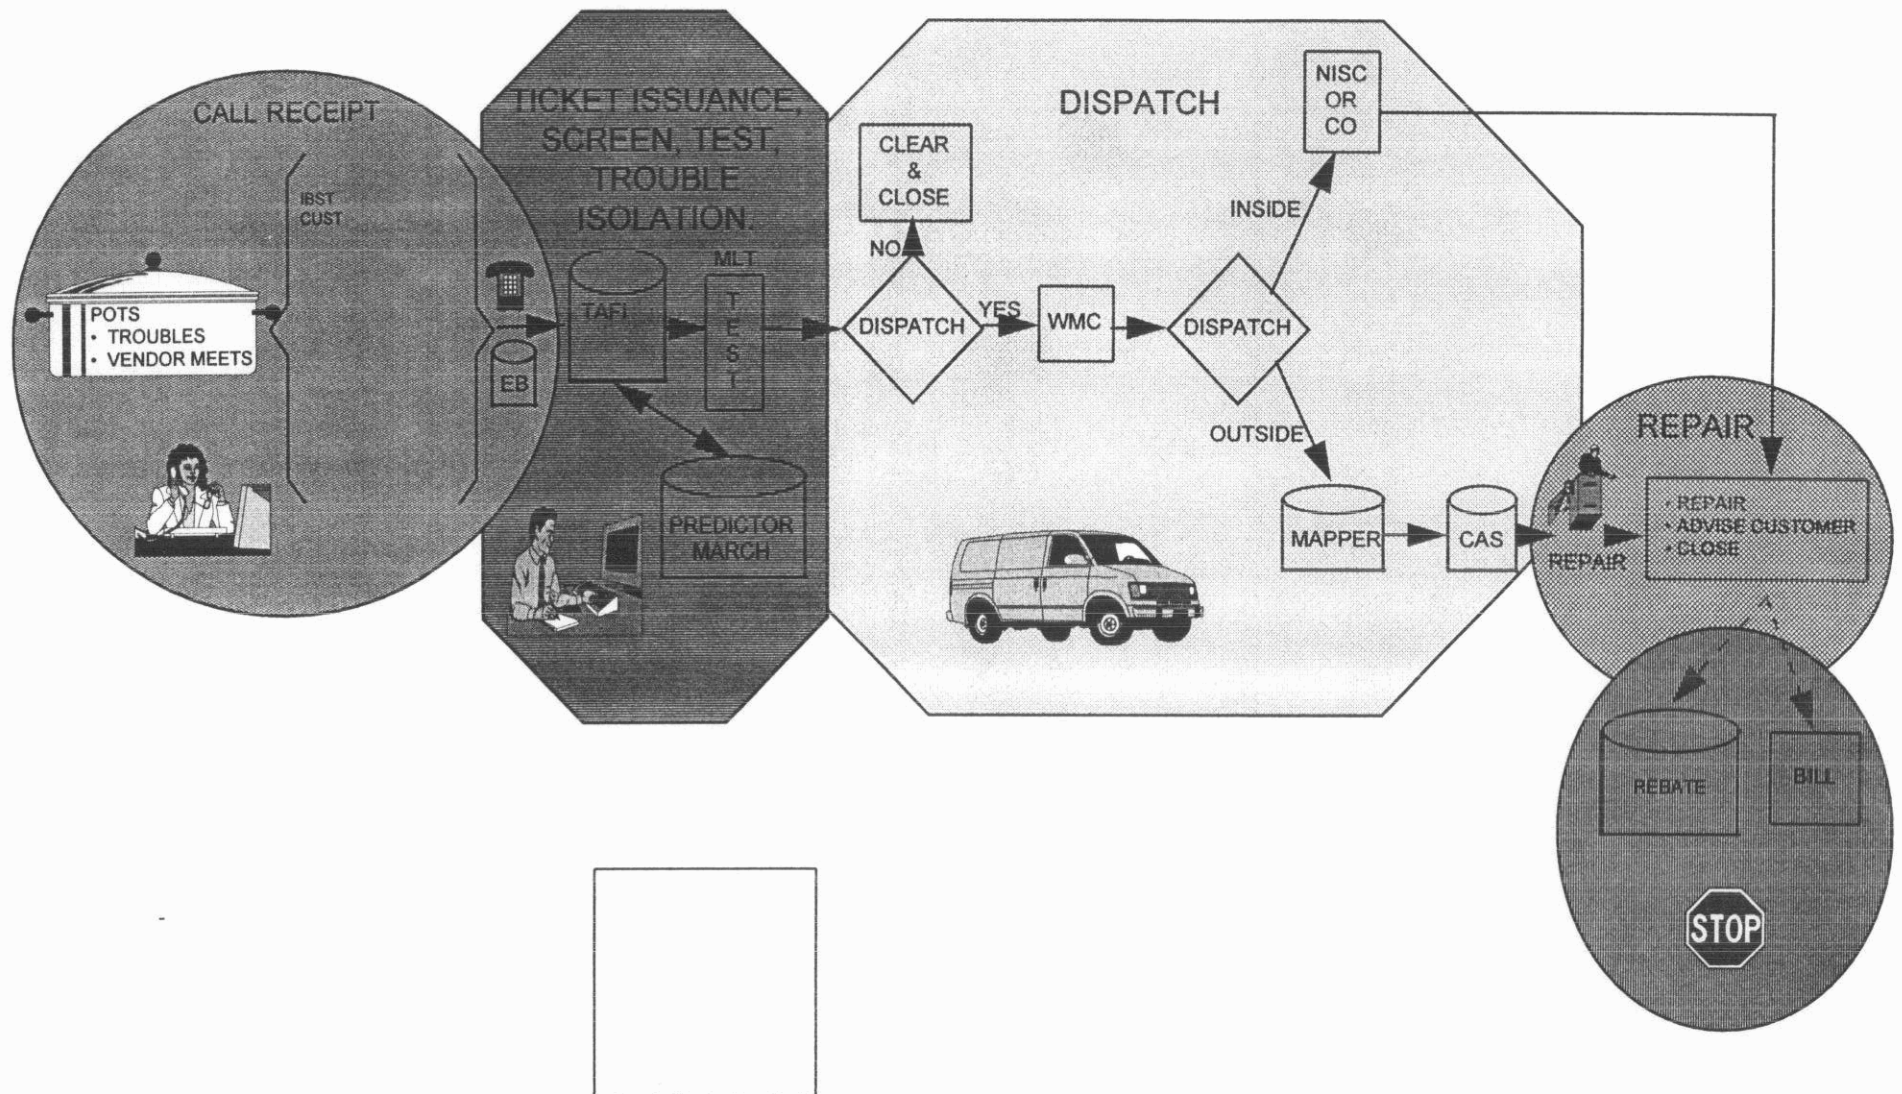 CALL RECEIPT
IBST
CUST
POTS
• TROUBLES
• VENDOR MEETS
EB
TICKET ISSUANCE,
SCREEN, TEST,
TROUBLE
ISOLATION.
MLT
TAFI
TEST
PREDICTOR
MARCH
DISPATCH
CLEAR
&
CLOSE
NO
DISPATCH
YES
WMC
DISPATCH
INSIDE
NISC
OR
CO
OUTSIDE
MAPPER
CAS
REPAIR
REPAIR
• REPAIR
• ADVISE CUSTOMER
• CLOSE
REBATE
BILL
STOP